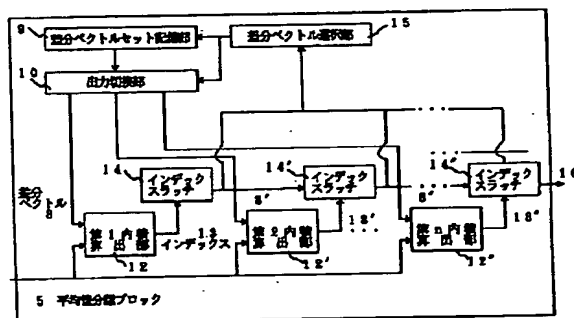 9
差分ベクトルセット記憶部
差分ベクトル選択部
15
10
出力切換部
14
インデック
スラッチ
14'
インデック
スラッチ
14"
インデック
スラッチ
16
差分
ベクトル
8
8'
8"
第1内積
算出部
13
インデックス
12
第2内積
算出部
13'
12'
第n内積
算出部
13"
12"
5 平均値分離ブロック